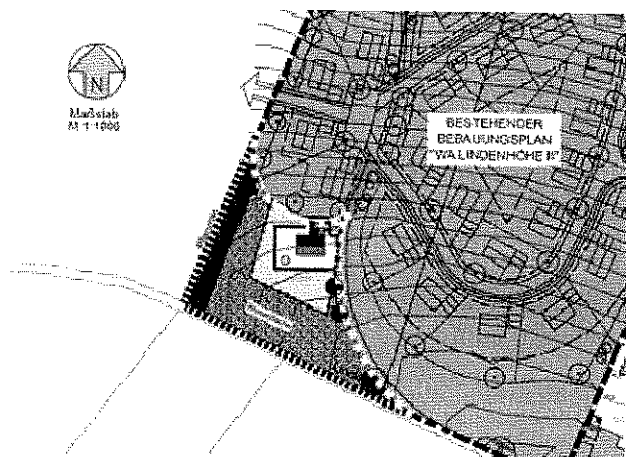 N
Maßstab
M 1:1000
BESTEHENDER
BEBAUUNGSPLAN
"WA LINDENHÖHE II"